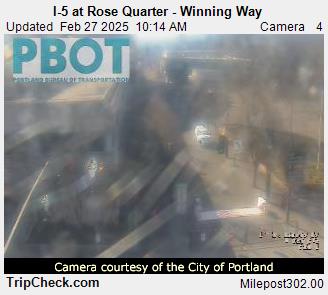 I-5 at Rose Quarter - Winning Way
Updated Feb 27 2025 10:14 AM Camera 4
PBOT
PORTLAND BUREAU OF TRANSPORTATION
Camera courtesy of the City of Portland
TripCheck.com Milepost302.00